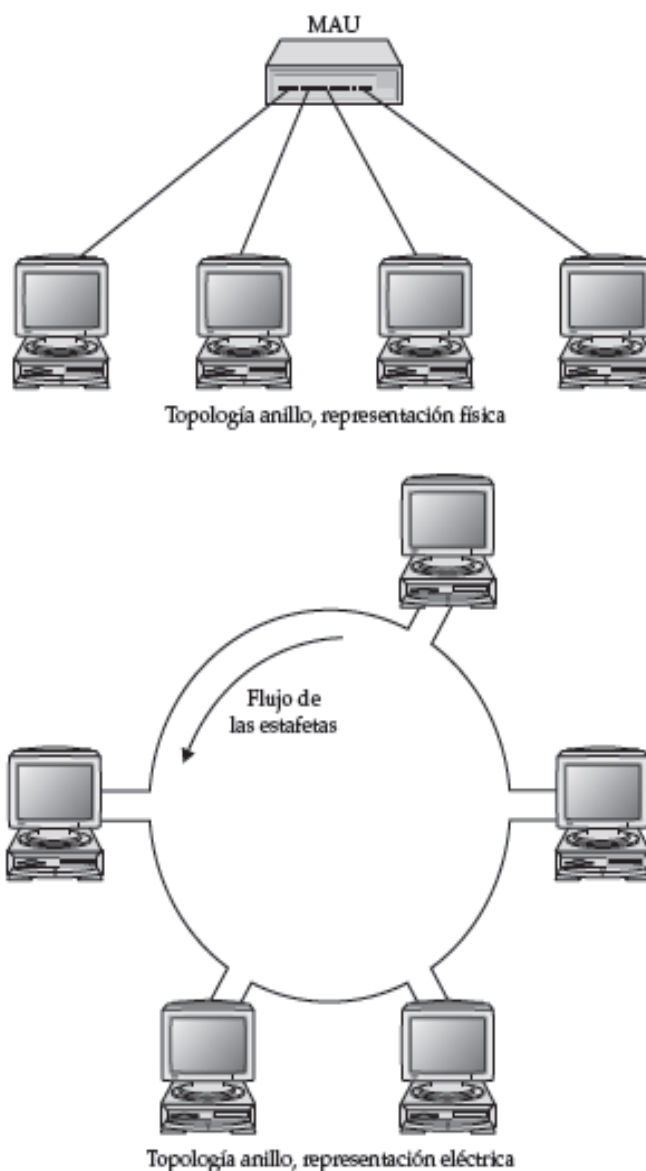 MAU
Topología anillo, representación física
Flujo de
las estafetas
Topología anillo, representación eléctrica